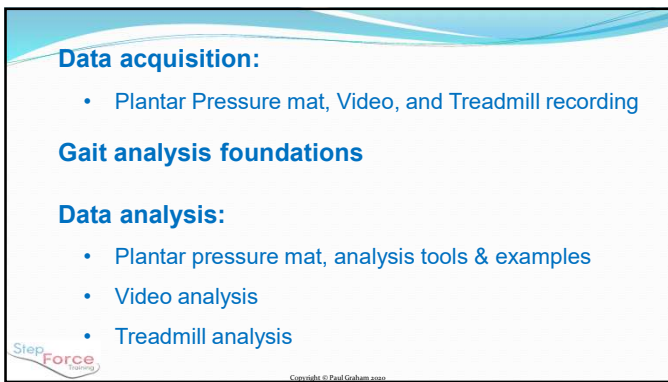 Data acquisition:
• Plantar Pressure mat, Video, and Treadmill recording
Gait analysis foundations
Data analysis:
• Plantar pressure mat, analysis tools & examples
• Video analysis
• Treadmill analysis
Step
Force
Training
Copyright © Paul Graham 2020